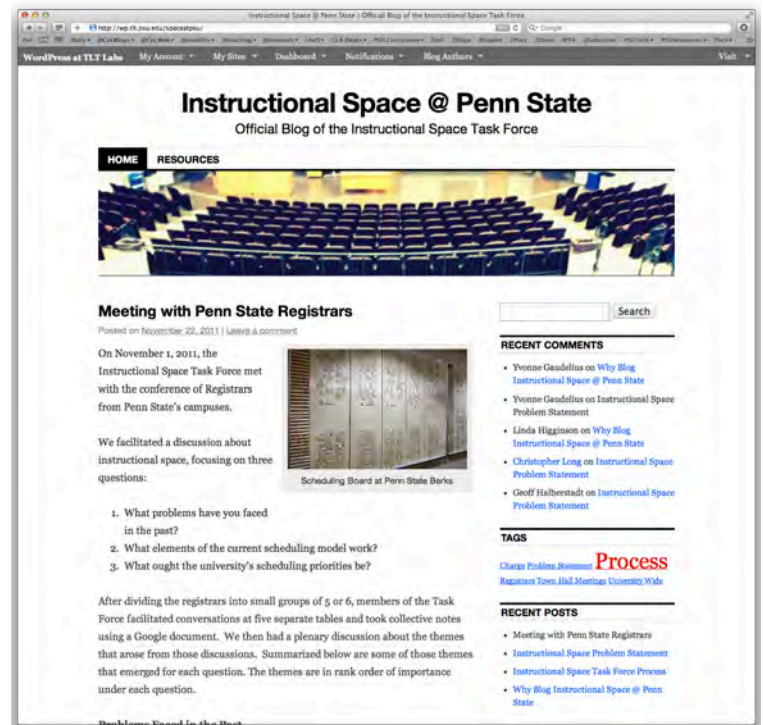 Instructional Space @ Penn State | Official Blog of the Instructional Space Task Force
http://wp.tlt.psu.edu/spaceatpsu/
Google
WordPress at TLT Labs My Account My Sites Dashboard Notifications Blog Authors Visit
Instructional Space @ Penn State
Official Blog of the Instructional Space Task Force
HOME RESOURCES
Meeting with Penn State Registrars
Posted on November 22, 2011 | Leave a comment
On November 1, 2011, the
Instructional Space Task Force met
with the conference of Registrars
from Penn State's campuses.
We facilitated a discussion about
instructional space, focusing on three
questions:
Scheduling Board at Penn State Berks
1. What problems have you faced
in the past?
2. What elements of the current scheduling model work?
3. What ought the university's scheduling priorities be?
After dividing the registrars into small groups of 5 or 6, members of the Task
Force facilitated conversations at five separate tables and took collective notes
using a Google document. We then had a plenary discussion about the themes
that arose from those discussions. Summarized below are some of those themes
that emerged for each question. The themes are in rank order of importance
under each question.
Problems Faced in the Past
Search
RECENT COMMENTS
• Yvonne Gaudelius on Why Blog
Instructional Space @ Penn State
• Yvonne Gaudelius on Instructional Space
Problem Statement
• Linda Higginson on Why Blog
Instructional Space @ Penn State
• Christopher Long on Instructional Space
Problem Statement
• Geoff Halberstadt on Instructional Space
Problem Statement
TAGS
Charge Problem Statement Process
Registrars Town Hall Meetings University Wide
RECENT POSTS
• Meeting with Penn State Registrars
• Instructional Space Problem Statement
• Instructional Space Task Force Process
• Why Blog Instructional Space @ Penn
State